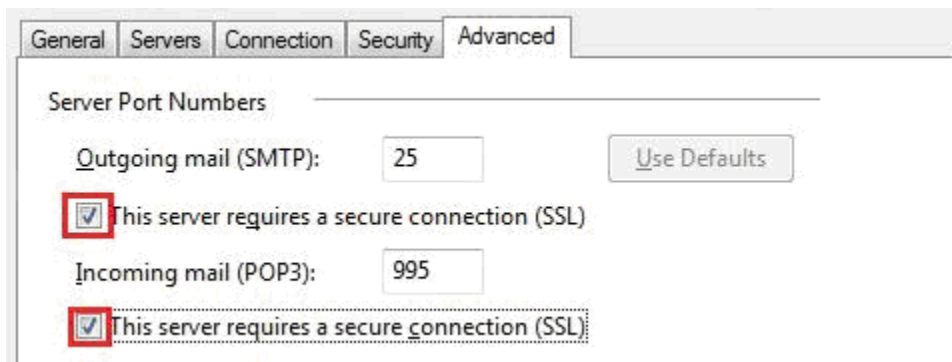 General Servers Connection Security Advanced
Server Port Numbers
Outgoing mail (SMTP): 25 Use Defaults
This server requires a secure connection (SSL)
Incoming mail (POP3): 995
This server requires a secure connection (SSL)